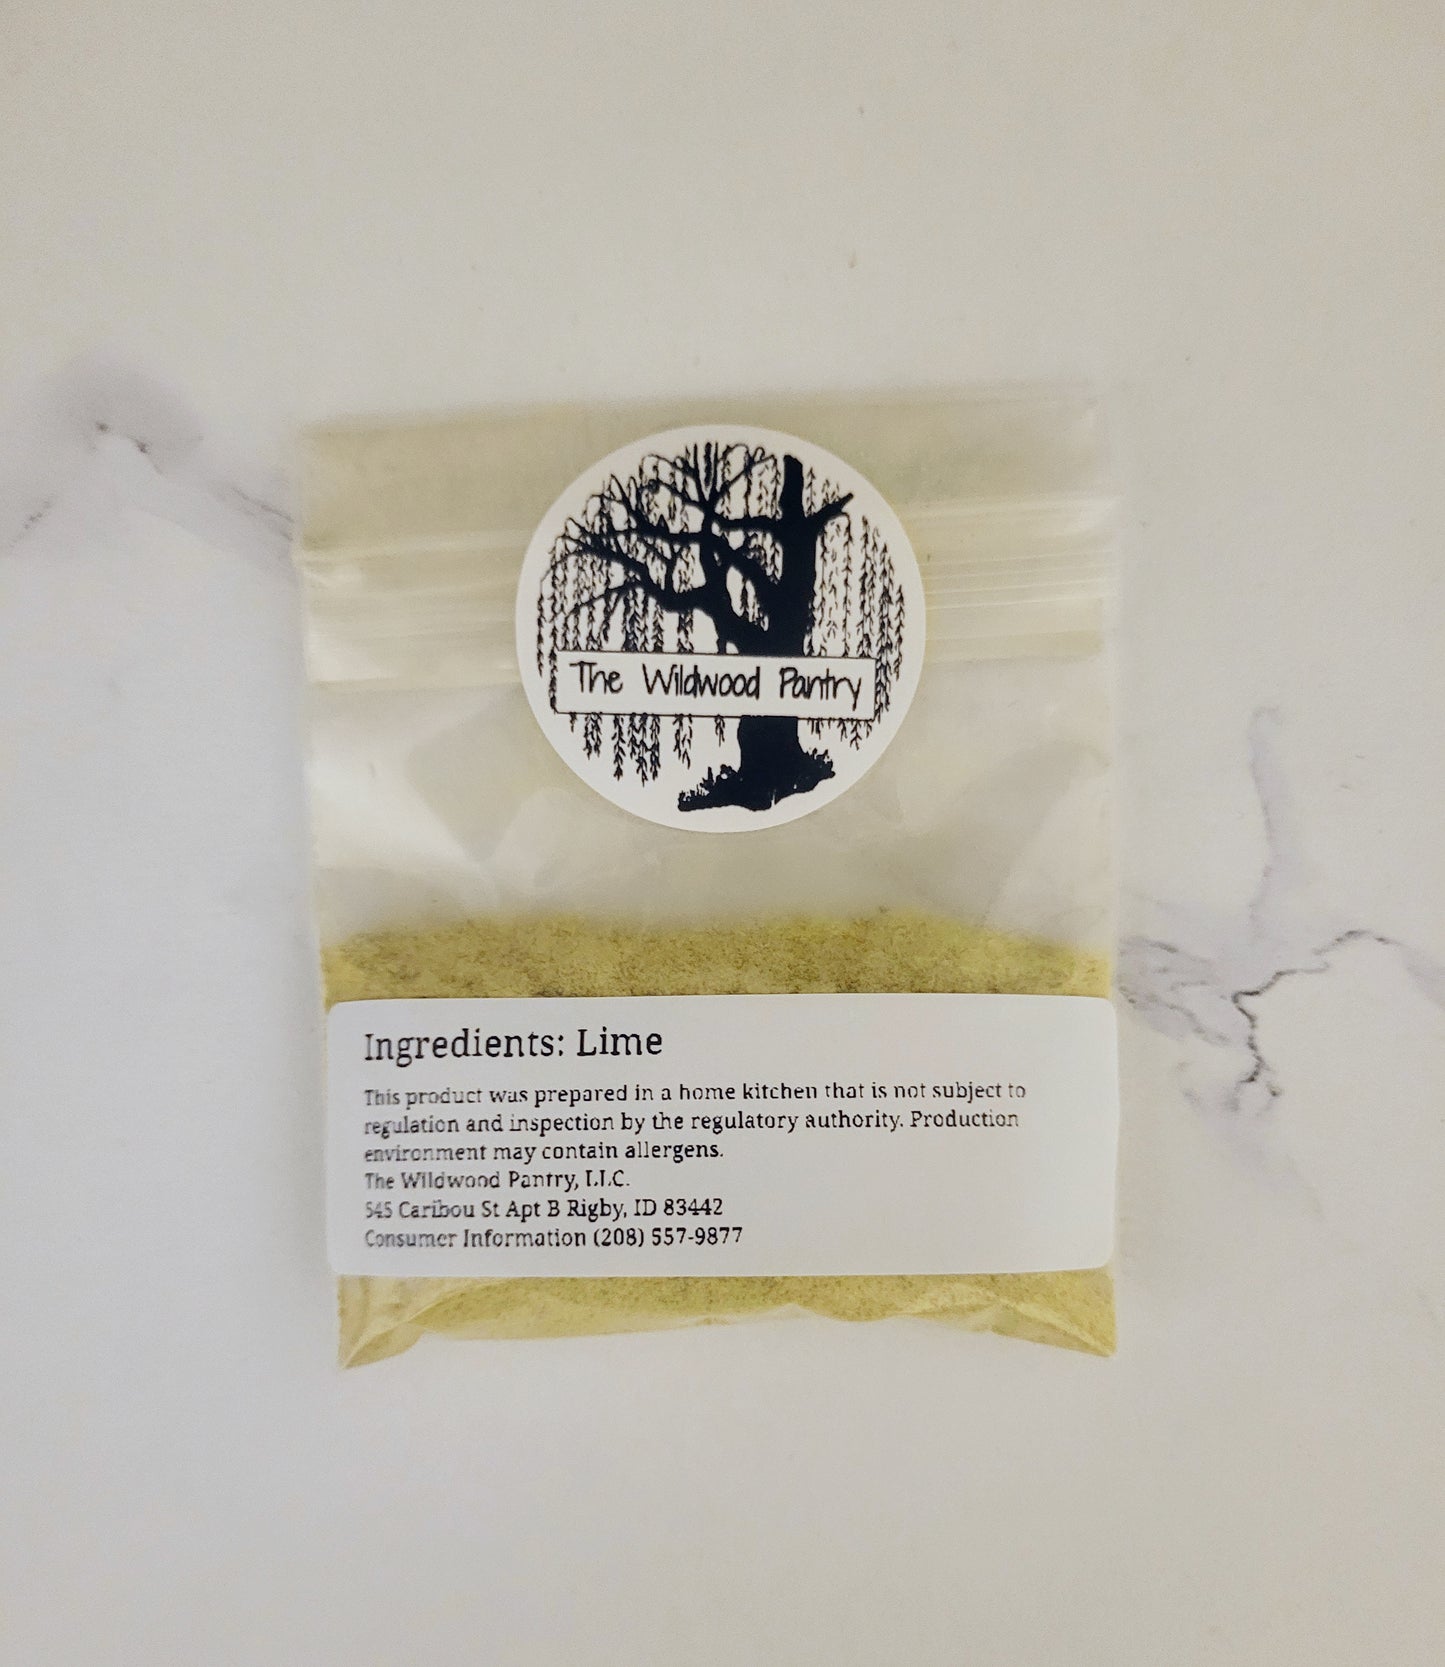 The Wildwood Pantry
Ingredients: Lime
This product was prepared in a home kitchen that is not subject to
regulation and inspection by the regulatory authority. Production
environment may contain allergens.
The Wildwood Pantry, LLC.
545 Caribou St Apt B Rigby, ID 83442
Consumer Information (208) 557-9877